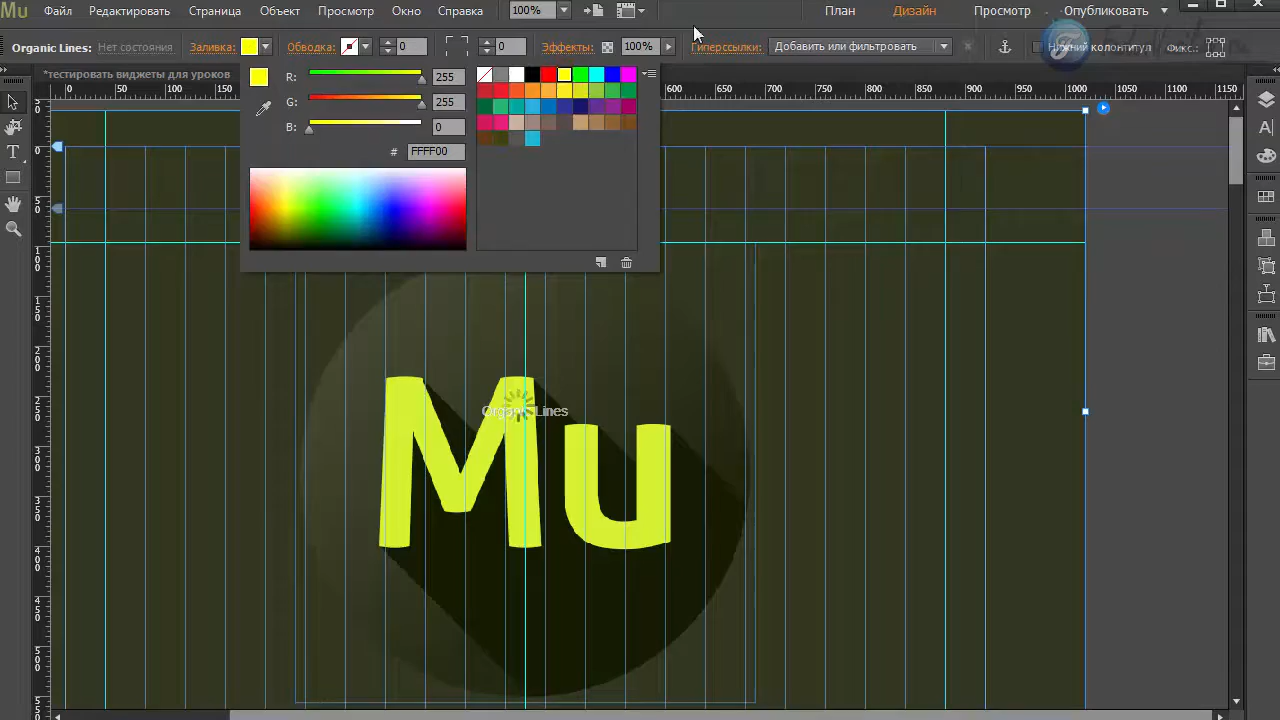 Mu Файл Редактировать Страница Объект Просмотр Окно Справка 100% План Дизайн Просмотр Опубликовать
Organic Lines: Нет состояния Заливка: Обводка: 0 0 Эффекты: 100% Гиперссылки: Добавить или фильтровать: Нижний колонтитул Фикс.:
*тестировать виджеты для уроков
R: 255
G: 255
B: 0
# FFFF00
0 50 100 150 600 650 700 750 800 850 900 950 1000 1050 1100 1150
Organic Lines
Mu